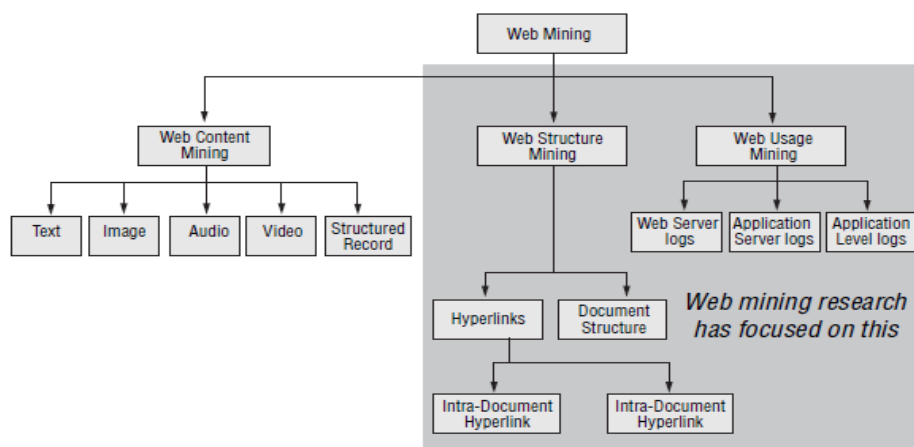 Web Mining
Web Content
Mining
Web Structure
Mining
Web Usage
Mining
Text
Image
Audio
Video
Structured
Record
Web Server
logs
Application
Server logs
Application
Level logs
Hyperlinks
Document
Structure
Web mining research
has focused on this
Intra-Document
Hyperlink
Intra-Document
Hyperlink